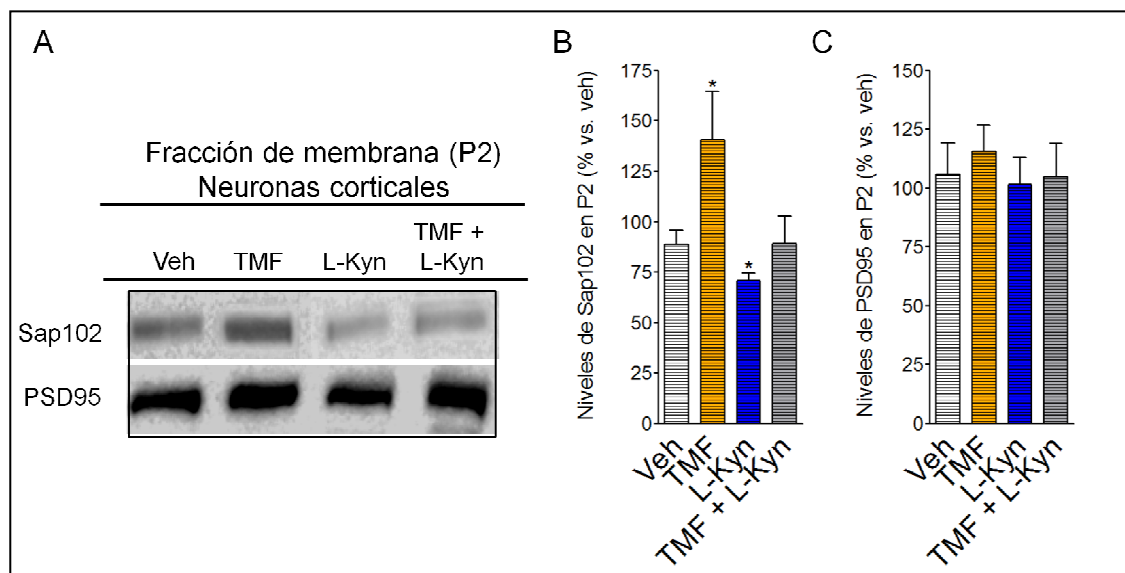 A
Fracción de membrana (P2)
Neuronas corticales
Veh TMF L-Kyn TMF +
L-Kyn
Sap102
PSD95
B
Niveles de Sap102 en P2 (% vs. veh)
175
150
125
100
75
50
25
0
*
*
Veh
TMF
L-Kyn
TMF + L-Kyn
C
Niveles de PSD95 en P2 (% vs. veh)
150
125
100
75
50
25
0
Veh
TMF
L-Kyn
TMF + L-Kyn